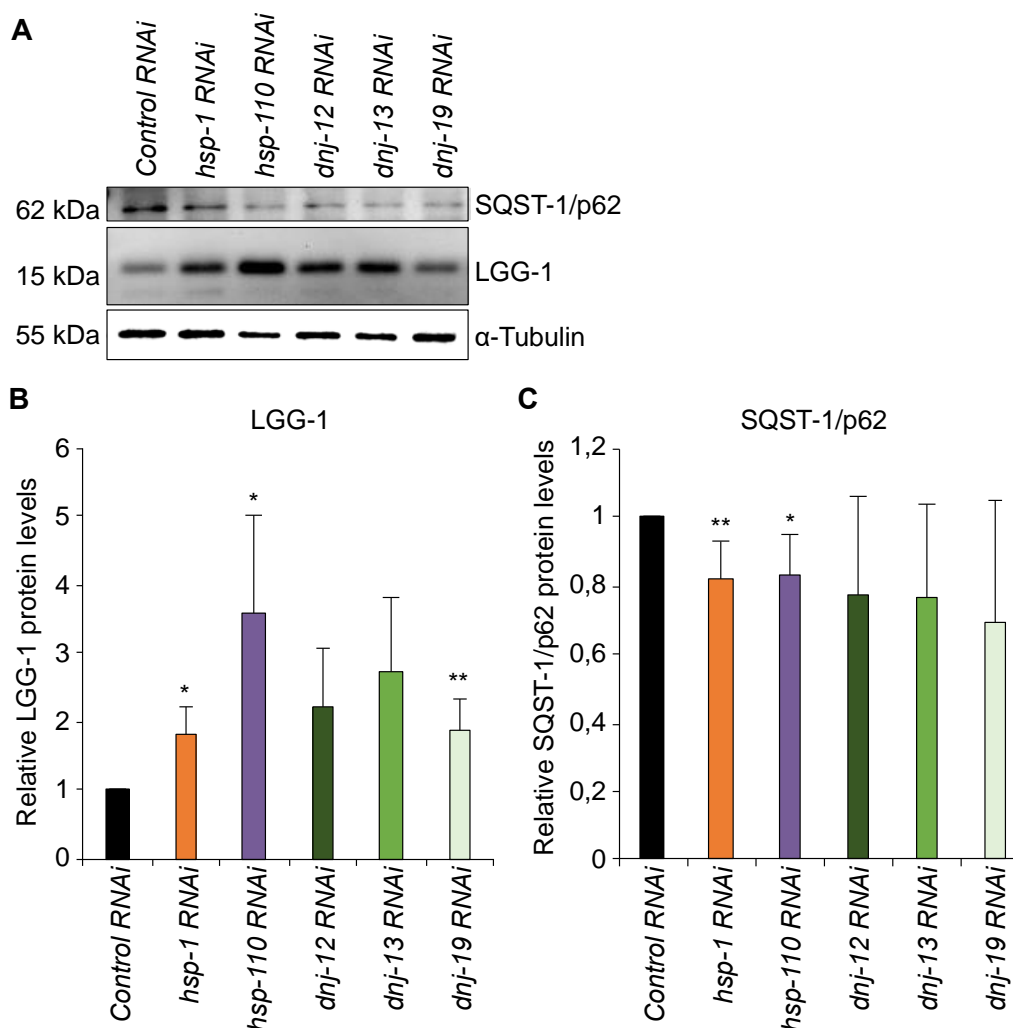 A
Control RNAi
hsp-1 RNAi
hsp-110 RNAi
dnj-12 RNAi
dnj-13 RNAi
dnj-19 RNAi
62 kDa
SQST-1/p62
15 kDa
LGG-1
55 kDa
α-Tubulin
B
LGG-1
Relative LGG-1 protein levels
6
5
4
3
2
1
0
*
*
**
Control RNAi
hsp-1 RNAi
hsp-110 RNAi
dnj-12 RNAi
dnj-13 RNAi
dnj-19 RNAi
C
SQST-1/p62
Relative SQST-1/p62 protein levels
1,2
1
0,8
0,6
0,4
0,2
0
**
*
Control RNAi
hsp-1 RNAi
hsp-110 RNAi
dnj-12 RNAi
dnj-13 RNAi
dnj-19 RNAi